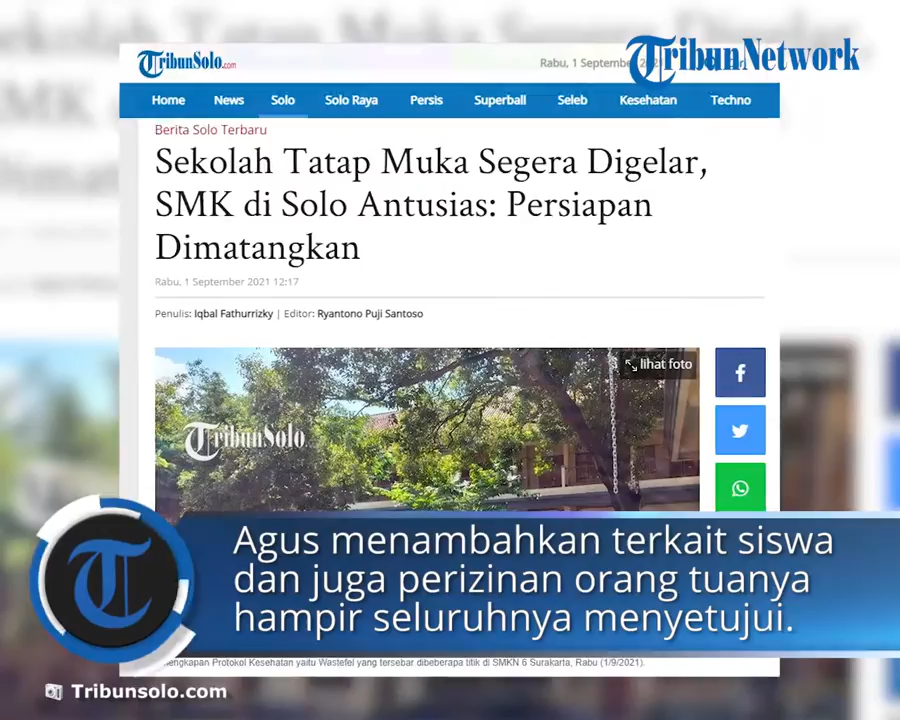 TribunSolo.com
Rabu, 1 Septembe
TribunNetwork
Home News Solo Solo Raya Persis Superball Seleb Kesehatan Techno
Berita Solo Terbaru
Sekolah Tatap Muka Segera Digelar,
SMK di Solo Antusias: Persiapan
Dimatangkan
Rabu, 1 September 2021 12:17
Penulis: Iqbal Fathurrizky | Editor: Ryantono Puji Santoso
lihat foto
TribunSolo
Agus menambahkan terkait siswa
dan juga perizinan orang tuanya
hampir seluruhnya menyetujui.
Protokol Kesehatan yaitu Wastefel yang tersebar dibeberapa titik di SMKN 6 Surakarta, Rabu (1/9/2021).
Tribunsolo.com